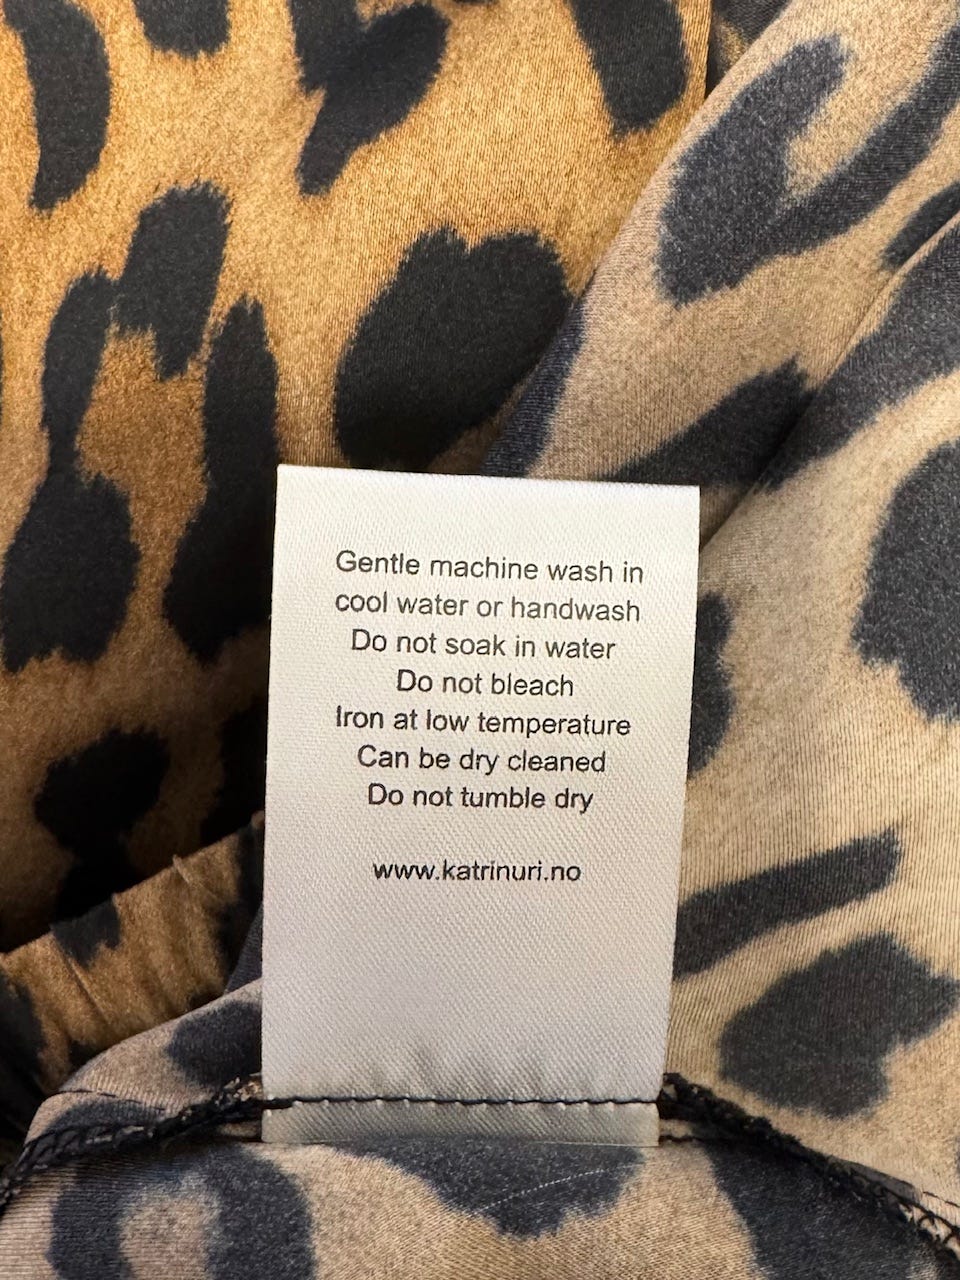 Gentle machine wash in
cool water or handwash
Do not soak in water
Do not bleach
Iron at low temperature
Can be dry cleaned
Do not tumble dry
www.katrinuri.no